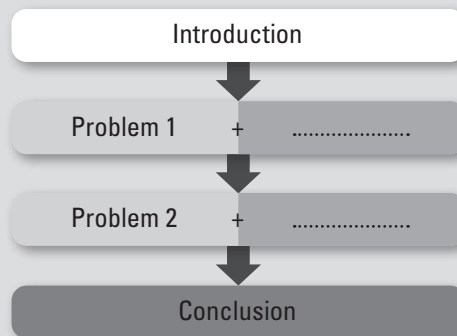 Introduction
Problem 1 + .....................
Problem 2 + .....................
Conclusion